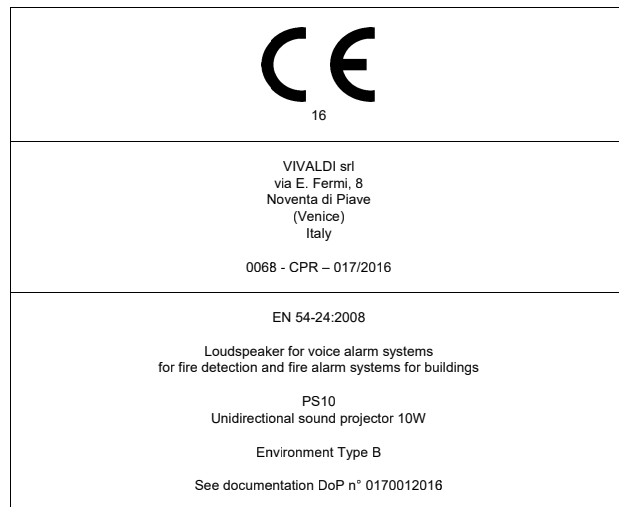 CE
16
VIVALDI srl
via E. Fermi, 8
Noventa di Piave
(Venice)
Italy
0068 - CPR – 017/2016
EN 54-24:2008
Loudspeaker for voice alarm systems
for fire detection and fire alarm systems for buildings
PS10
Unidirectional sound projector 10W
Environment Type B
See documentation DoP n° 0170012016